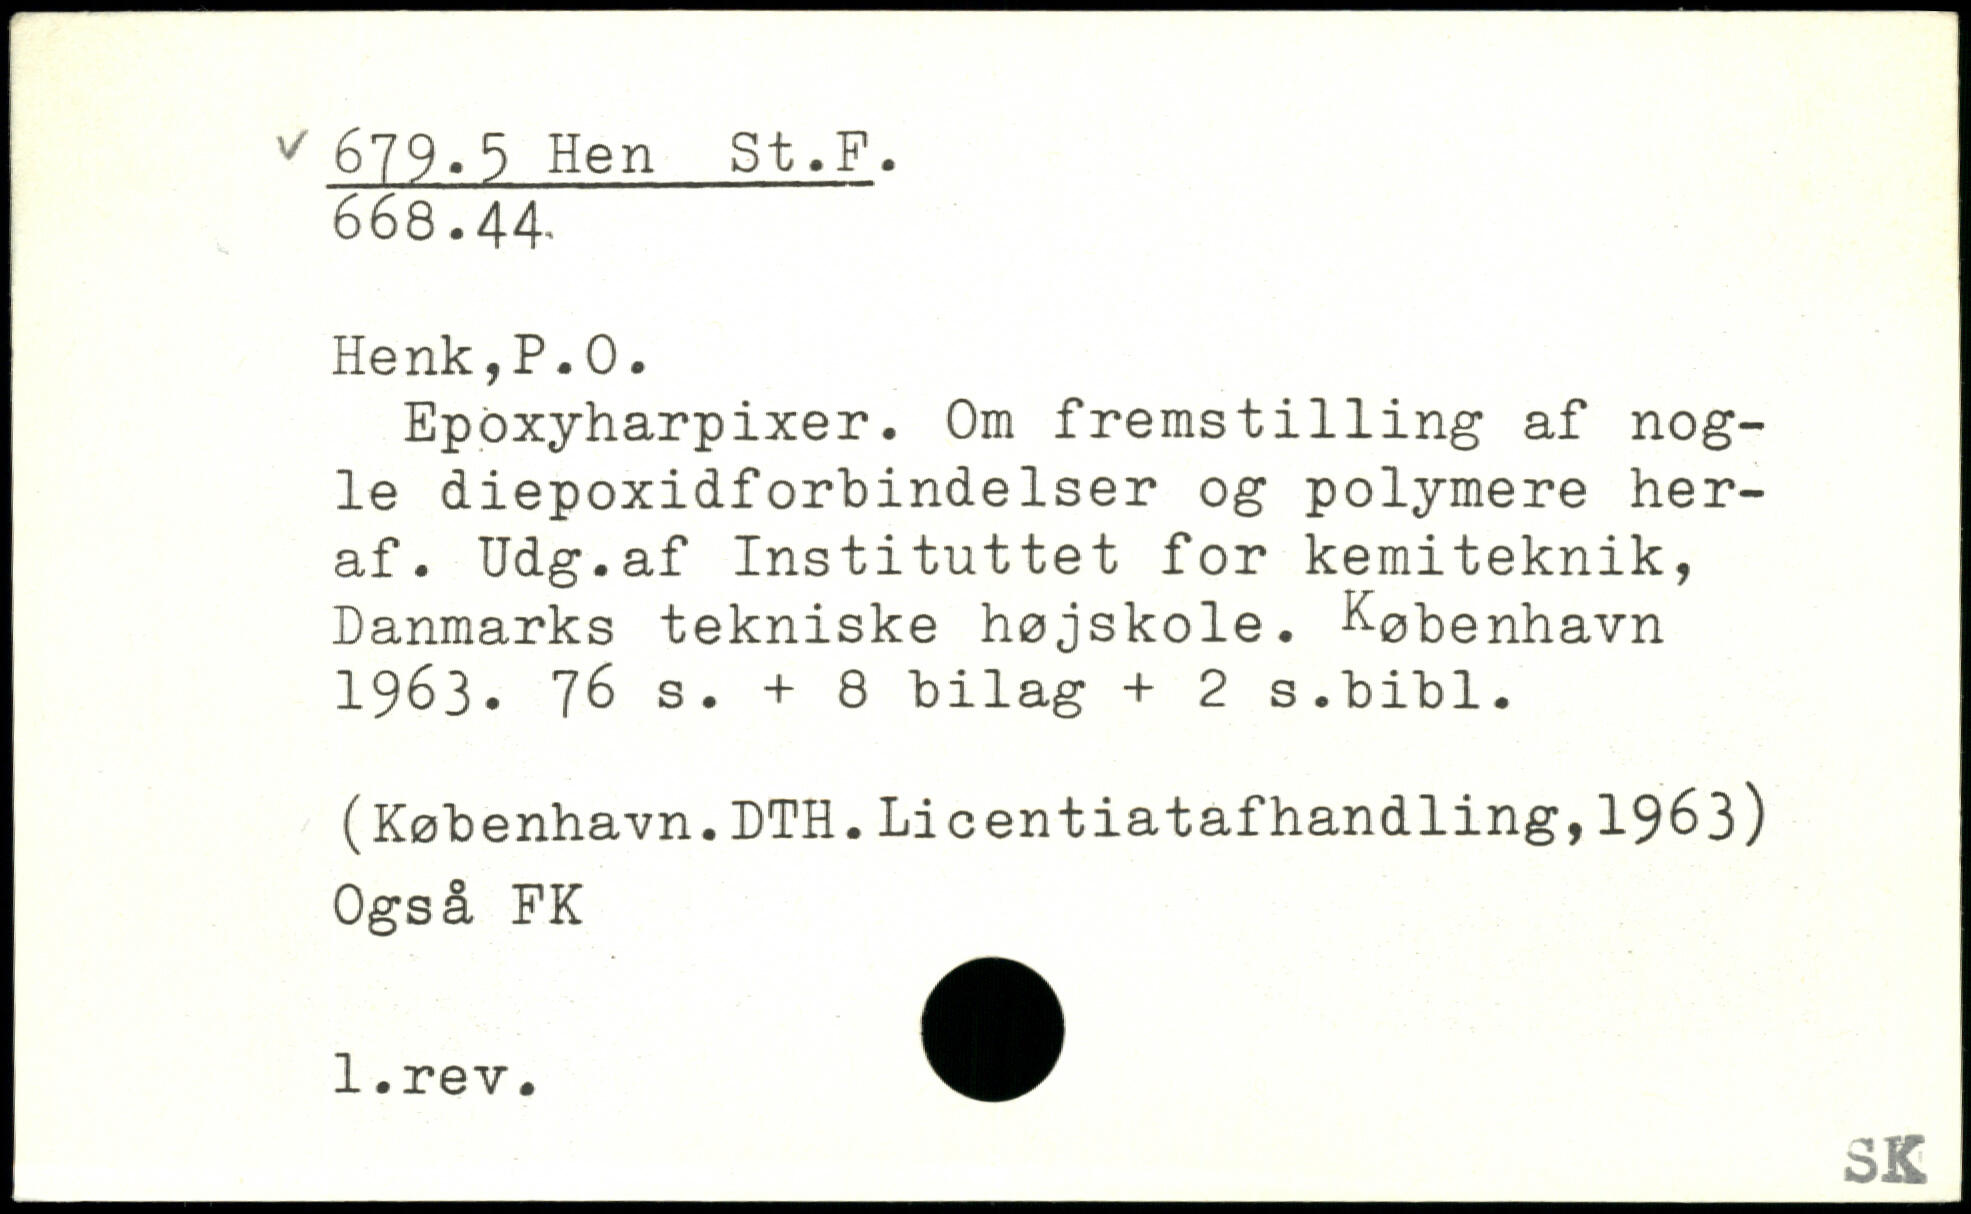 ✓ 679.5 Hen St.F.
668.44.
Henk,P.O.
Epoxyharpixer. Om fremstilling af nog-
le diepoxidforbindelser og polymere her-
af. Udg.af Instituttet for kemiteknik,
Danmarks tekniske højskole. København
1963. 76 s. + 8 bilag + 2 s.bibl.
(København.DTH.Licentiatafhandling,1963)
Også FK
1.rev.
SK